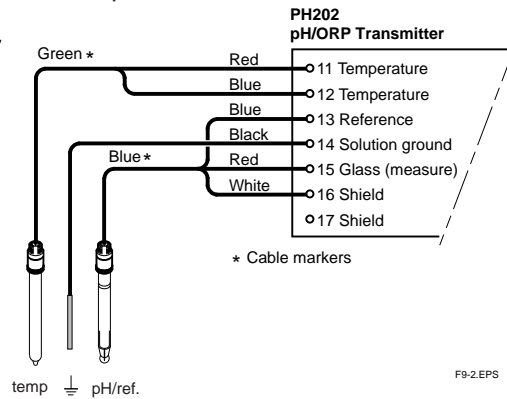 PH202
pH/ORP Transmitter
Green *
Red
11 Temperature
Blue
12 Temperature
Blue
13 Reference
Black
14 Solution ground
Blue *
Red
15 Glass (measure)
White
16 Shield
17 Shield
* Cable markers
temp
pH/ref.
F9-2.EPS